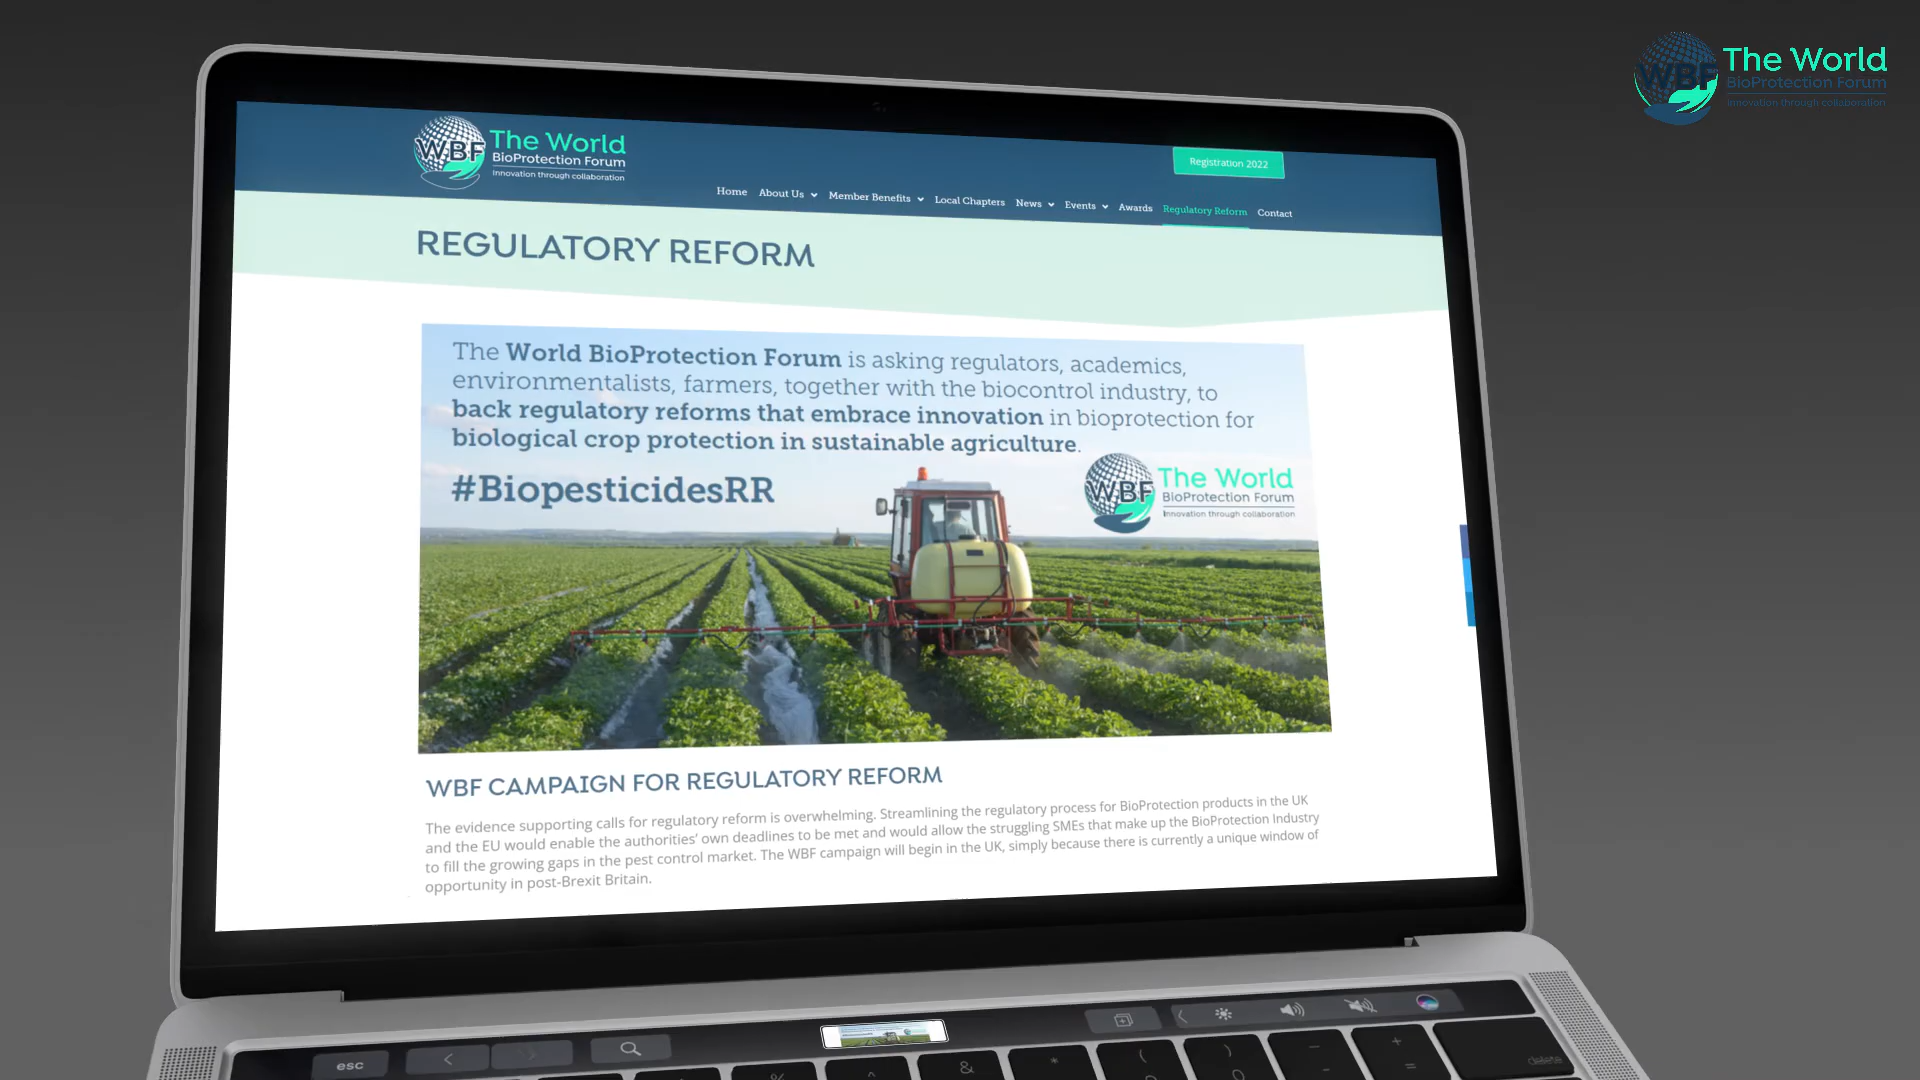 The World
BioProtection Forum
Innovation through collaboration
WBF
WBF
The World
BioProtection Forum
Innovation through collaboration
Registration 2022
Home About Us Member Benefits Local Chapters News Events Awards Regulatory Reform Contact
REGULATORY REFORM
The World BioProtection Forum is asking regulators, academics,
environmentalists, farmers, together with the biocontrol industry, to
back regulatory reforms that embrace innovation in bioprotection for
biological crop protection in sustainable agriculture.
#BiopesticidesRR
WBF
The World
BioProtection Forum
Innovation through collaboration
WBF CAMPAIGN FOR REGULATORY REFORM
The evidence supporting calls for regulatory reform is overwhelming. Streamlining the regulatory process for BioProtection products in the UK
and the EU would enable the authorities' own deadlines to be met and would allow the struggling SMEs that make up the BioProtection Industry
to fill the growing gaps in the pest control market. The WBF campaign will begin in the UK, simply because there is currently a unique window of
opportunity in post-Brexit Britain.
esc
% ^ & * ( ) – +
– =
delete